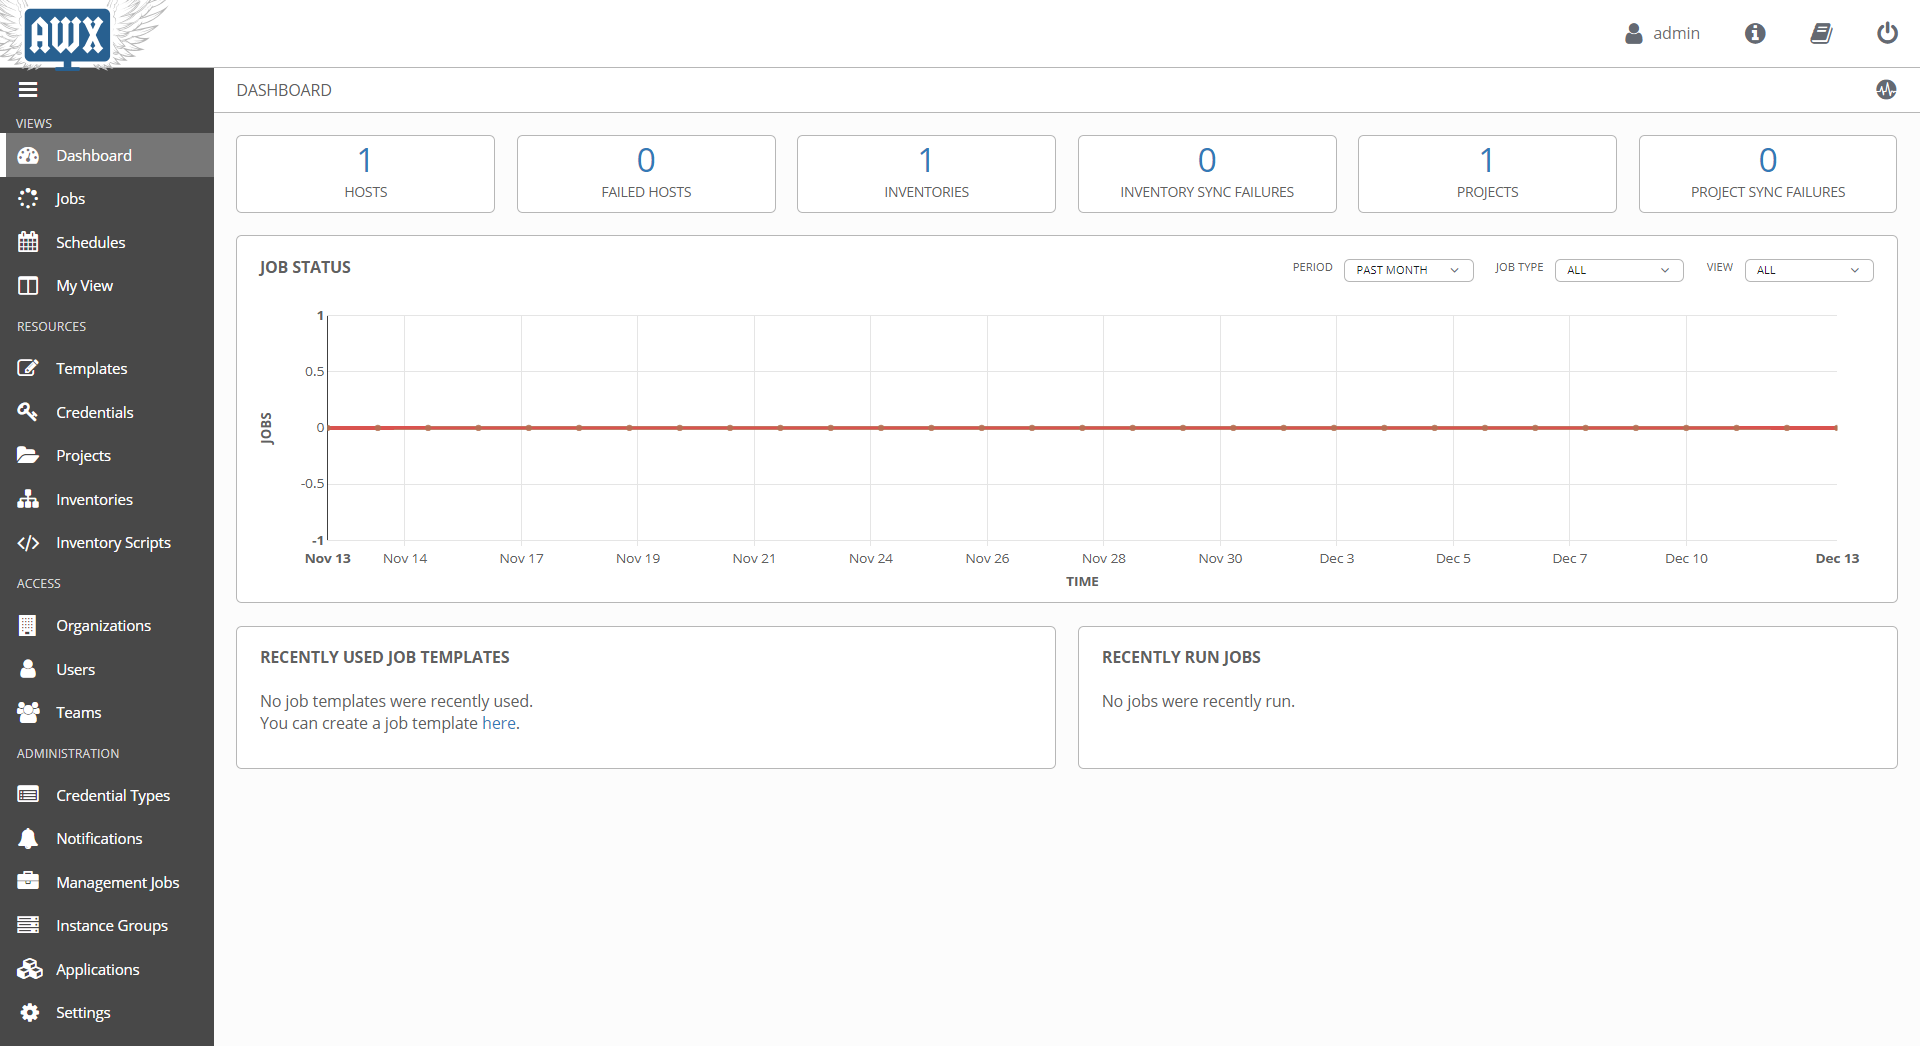 AWX
admin
DASHBOARD
VIEWS
Dashboard
Jobs
Schedules
My View
RESOURCES
Templates
Credentials
Projects
Inventories
Inventory Scripts
ACCESS
Organizations
Users
Teams
ADMINISTRATION
Credential Types
Notifications
Management Jobs
Instance Groups
Applications
Settings
1
HOSTS
0
FAILED HOSTS
1
INVENTORIES
0
INVENTORY SYNC FAILURES
1
PROJECTS
0
PROJECT SYNC FAILURES
JOB STATUS
PERIOD PAST MONTH JOB TYPE ALL VIEW ALL
JOBS
1
0.5
0
-0.5
-1
Nov 13 Nov 14 Nov 17 Nov 19 Nov 21 Nov 24 Nov 26 Nov 28 Nov 30 Dec 3 Dec 5 Dec 7 Dec 10 Dec 13
TIME
RECENTLY USED JOB TEMPLATES
No job templates were recently used.
You can create a job template here.
RECENTLY RUN JOBS
No jobs were recently run.